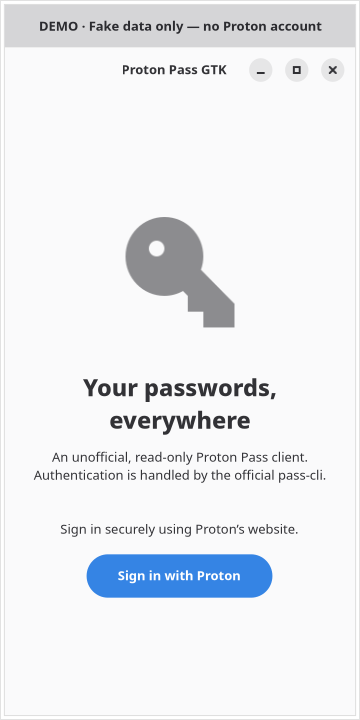 DEMO · Fake data only — no Proton account
Proton Pass GTK
Your passwords,
everywhere
An unofficial, read-only Proton Pass client.
Authentication is handled by the official pass-cli.
Sign in securely using Proton’s website.
Sign in with Proton